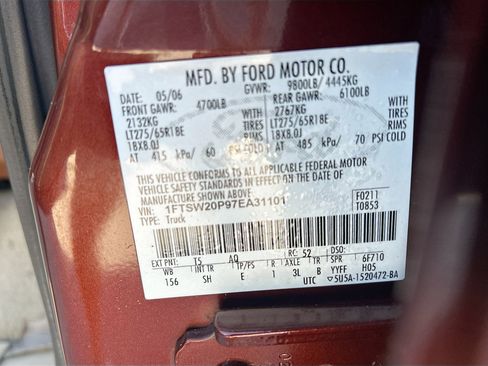 MFD. BY FORD MOTOR CO.
DATE: 05/06 GVWR: 9800LB/ 4445KG
FRONT GAWR: 4700LB REAR GAWR: 6100LB
2132KG WITH 2767KG WITH
LT275/65R18E TIRES LT275/65R18E TIRES
18X8.0J RIMS 18X8.0J RIMS
AT 415 kPa/ 60 PSI COLD AT 485 kPa/ 70 PSI COLD
THIS VEHICLE CONFORMS TO ALL APPLICABLE FEDERAL MOTOR
VEHICLE SAFETY STANDARDS IN EFFECT ON THE DATE OF
MANUFACTURE SHOWN ABOVE.
VIN: 1FTSW20P97EA31101 F0211
TYPE: Truck T0853
EXT PNT: T5 AQ RC: 52 DSO:
WB INT TR TP/PS R AXLE TR 6F710
156 SH E 1 3L B YYFF H05
UTC ▽5U5A-1520472-BA